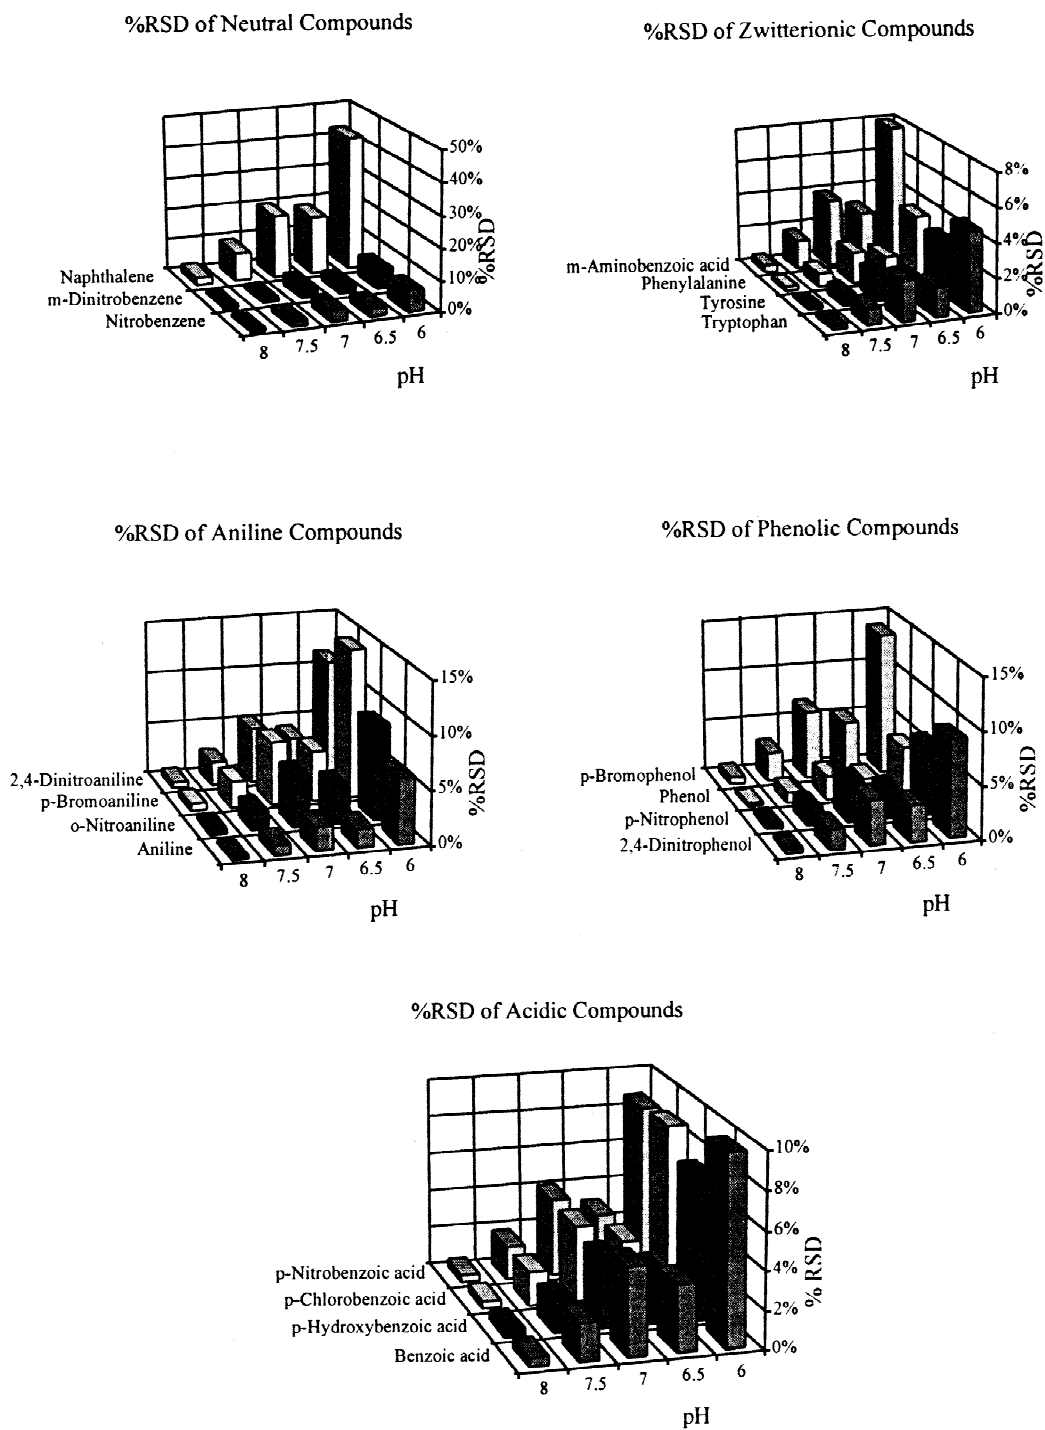 %RSD of Neutral Compounds
50%
40%
30%
20%
10%
0%
%RSD
Naphthalene
m-Dinitrobenzene
Nitrobenzene
8
7.5
7
6.5
6
pH
%RSD of Zwitterionic Compounds
8%
6%
4%
2%
0%
%RSD
m-Aminobenzoic acid
Phenylalanine
Tyrosine
Tryptophan
8
7.5
7
6.5
6
pH
%RSD of Aniline Compounds
15%
10%
5%
0%
%RSD
2,4-Dinitroaniline
p-Bromoaniline
o-Nitroaniline
Aniline
8
7.5
7
6.5
6
pH
%RSD of Phenolic Compounds
15%
10%
5%
0%
%RSD
p-Bromophenol
Phenol
p-Nitrophenol
2,4-Dinitrophenol
8
7.5
7
6.5
6
pH
%RSD of Acidic Compounds
10%
8%
6%
4%
2%
0%
% RSD
p-Nitrobenzoic acid
p-Chlorobenzoic acid
p-Hydroxybenzoic acid
Benzoic acid
8
7.5
7
6.5
6
pH